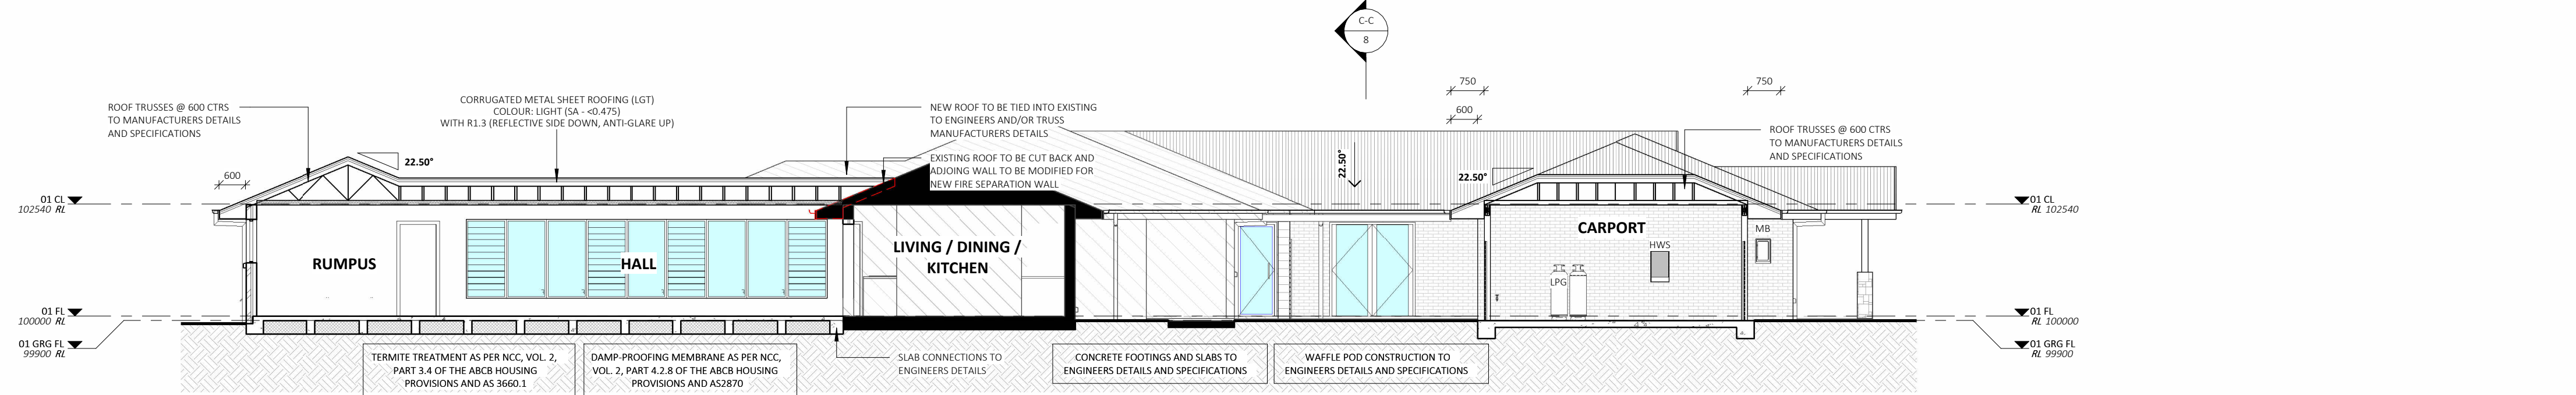 C-C
8
750
750
600
ROOF TRUSSES @ 600 CTRS
TO MANUFACTURERS DETAILS
AND SPECIFICATIONS
CORRUGATED METAL SHEET ROOFING (LGT)
COLOUR: LIGHT (SA - <0.475)
WITH R1.3 (REFLECTIVE SIDE DOWN, ANTI-GLARE UP)
NEW ROOF TO BE TIED INTO EXISTING
TO ENGINEERS AND/OR TRUSS
MANUFACTURERS DETAILS
EXISTING ROOF TO BE CUT BACK AND
ADJOING WALL TO BE MODIFIED FOR
NEW FIRE SEPARATION WALL
ROOF TRUSSES @ 600 CTRS
TO MANUFACTURERS DETAILS
AND SPECIFICATIONS
22.50°
22.50°
22.50°
600
01 CL
102540 RL
01 CL
RL 102540
RUMPUS
HALL
LIVING / DINING /
KITCHEN
CARPORT
HWS
MB
LPG
01 FL
100000 RL
01 GRG FL
99900 RL
01 FL
RL 100000
01 GRG FL
RL 99900
TERMITE TREATMENT AS PER NCC, VOL. 2,
PART 3.4 OF THE ABCB HOUSING
PROVISIONS AND AS 3660.1
DAMP-PROOFING MEMBRANE AS PER NCC,
VOL. 2, PART 4.2.8 OF THE ABCB HOUSING
PROVISIONS AND AS2870
SLAB CONNECTIONS TO
ENGINEERS DETAILS
CONCRETE FOOTINGS AND SLABS TO
ENGINEERS DETAILS AND SPECIFICATIONS
WAFFLE POD CONSTRUCTION TO
ENGINEERS DETAILS AND SPECIFICATIONS